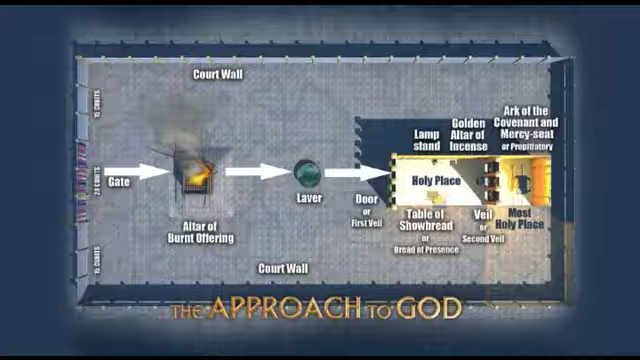 Court Wall
15 CUBITS
20 CUBITS
15 CUBITS
Gate
Altar of
Burnt Offering
Laver
Door
or
First Veil
Lamp
stand
Golden
Altar of
Incense
Ark of the
Covenant and
Mercy-seat
or Propitiatory
Holy Place
Table of
Showbread
or
Bread of Presence
Veil
or
Second Veil
Most
Holy Place
Court Wall
THE APPROACH TO GOD